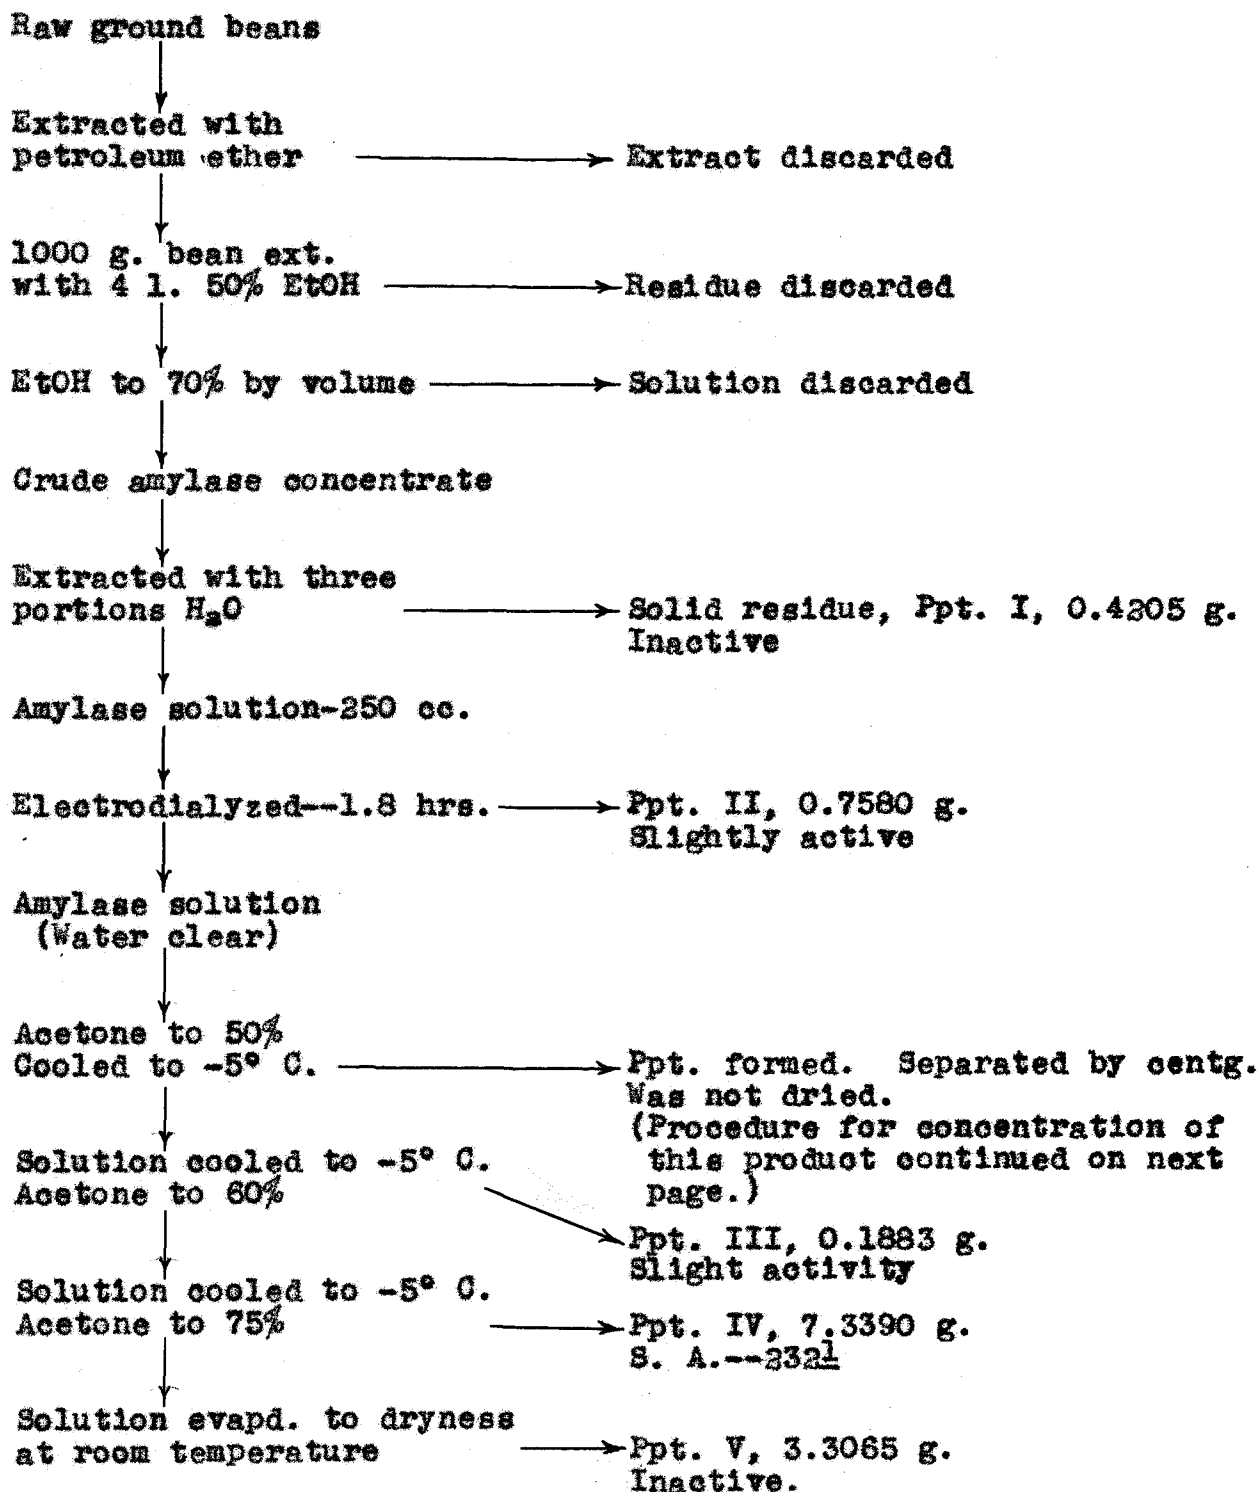 Raw ground beans
Extracted with
petroleum ether
Extract discarded
1000 g. bean ext.
with 4 l. 50% EtOH
Residue discarded
EtOH to 70% by volume
Solution discarded
Crude amylase concentrate
Extracted with three
portions H₂O
Solid residue, Ppt. I, 0.4205 g.
Inactive
Amylase solution-250 cc.
Electrodialyzed--1.8 hrs.
Ppt. II, 0.7580 g.
Slightly active
Amylase solution
(Water clear)
Acetone to 50%
Cooled to -5° C.
Ppt. formed. Separated by centg.
Was not dried.
(Procedure for concentration of
this product continued on next
page.)
Solution cooled to -5° C.
Acetone to 60%
Ppt. III, 0.1883 g.
Slight activity
Solution cooled to -5° C.
Acetone to 75%
Ppt. IV, 7.3390 g.
S. A.--232¹
Solution evapd. to dryness
at room temperature
Ppt. V, 3.3065 g.
Inactive.